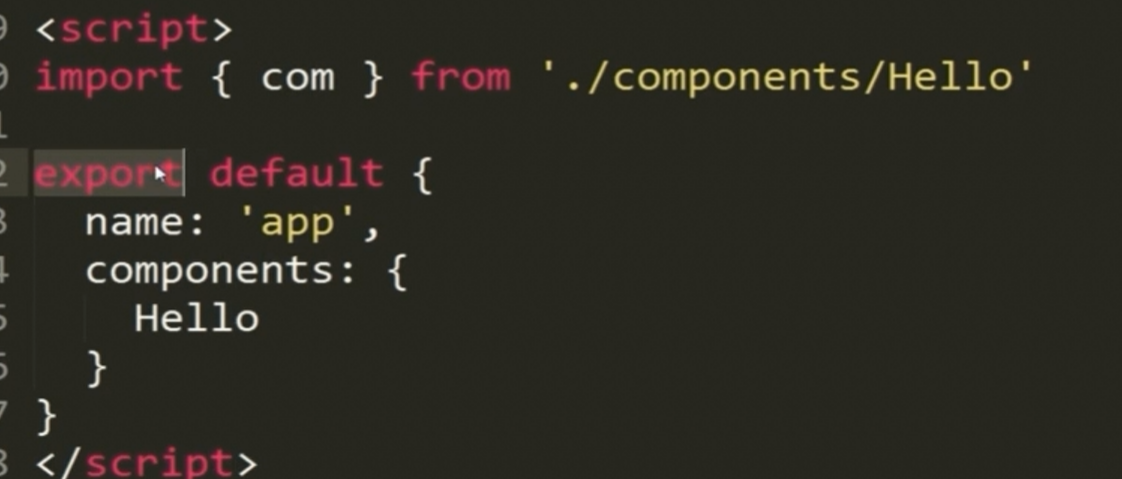 <script>
import { com } from './components/Hello'
export default {
name: 'app',
components: {
Hello
}
}
</script>